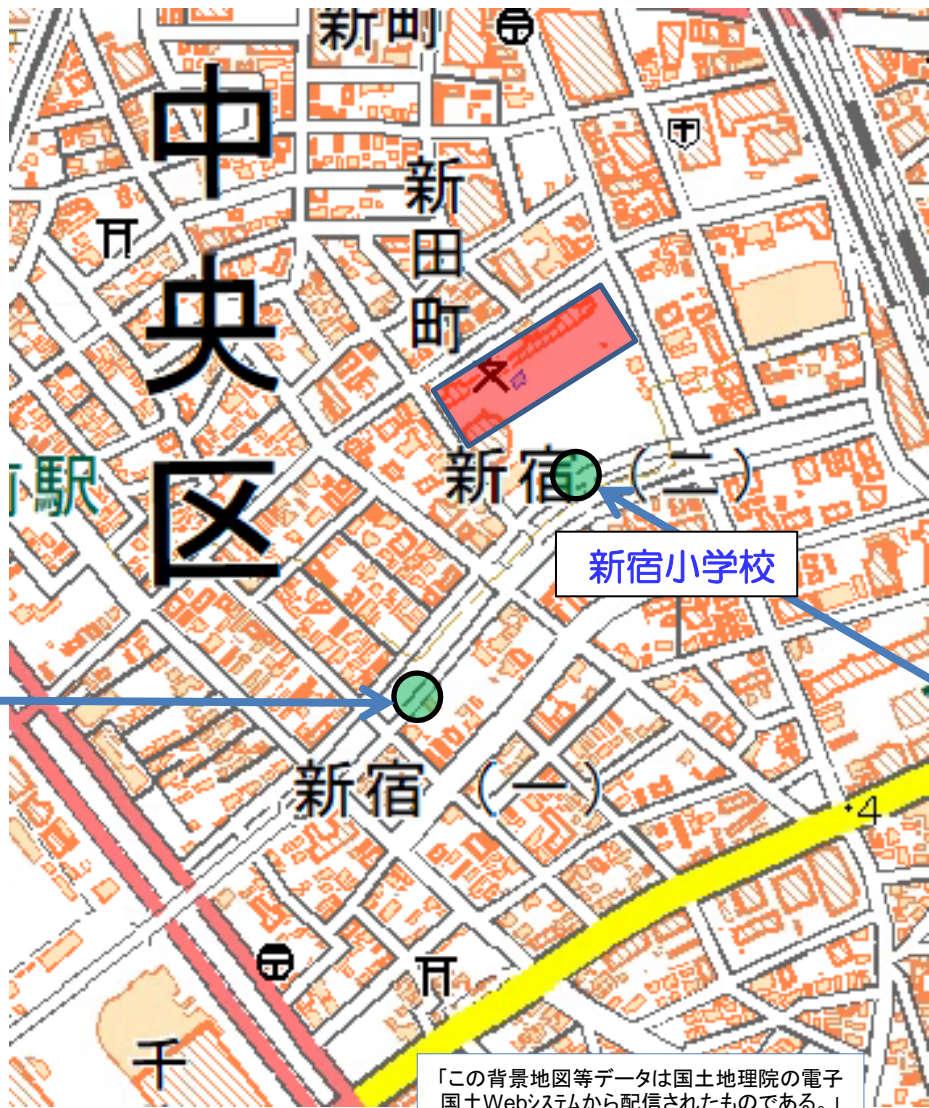 新町
中央区
新田町
駅
新宿（二）
新宿小学校
新宿（一）
4
千
「この背景地図等データは国土地理院の電子
国土Webシステムから配信されたものである。」